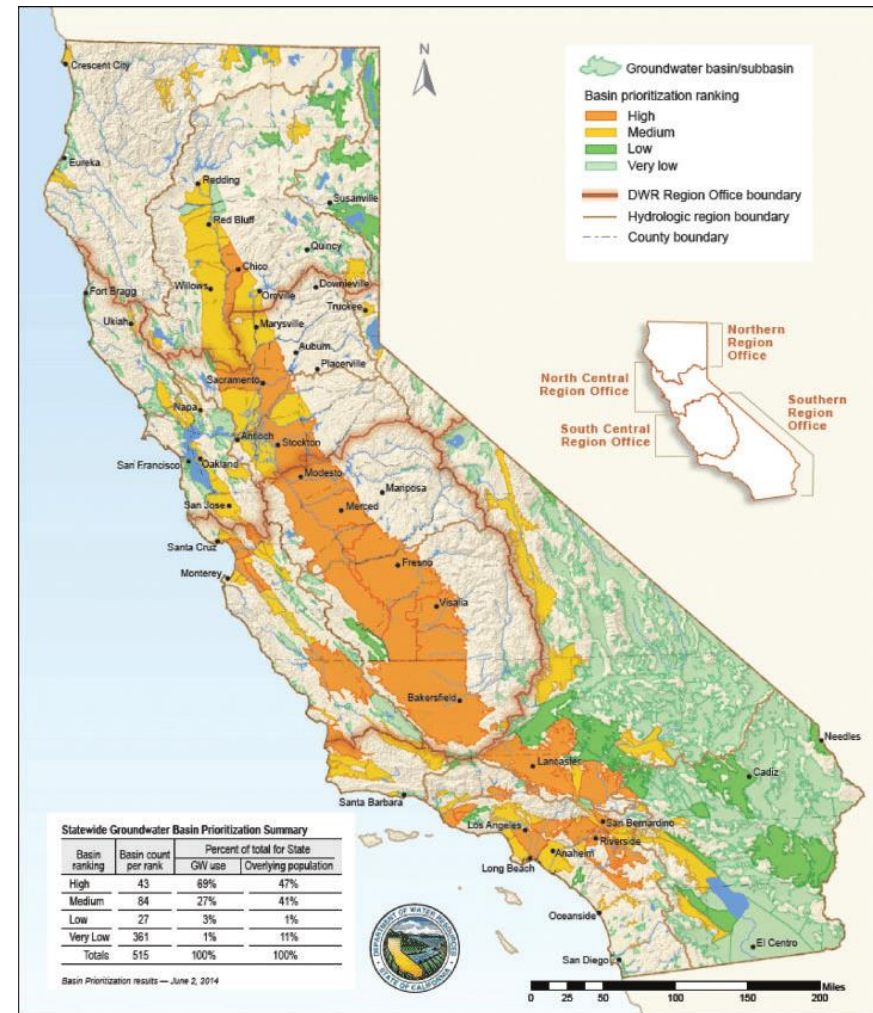 N
Groundwater basin/subbasin
Basin prioritization ranking
High
Medium
Low
Very low
DWR Region Office boundary
Hydrologic region boundary
County boundary
Crescent City
Eureka
Redding
Red Bluff
Susanville
Quincy
Chico
Willows
Oroville
Downieville
Fort Bragg
Ukiah
Truckee
Marysville
Auburn
Placerville
Sacramento
Napa
Antioch
Stockton
San Francisco
Oakland
Modesto
Mariposa
San Jose
Merced
Santa Cruz
Monterey
Fresno
Visalia
Bakersfield
Needles
Lancaster
Cadiz
Santa Barbara
San Bernardino
Los Angeles
Riverside
Anaheim
Long Beach
Oceanside
El Centro
San Diego
Northern
Region
Office
North Central
Region Office
Southern
Region
Office
South Central
Region Office
Statewide Groundwater Basin Prioritization Summary
Basin ranking Basin count per rank Percent of total for State
GW use Overlying population
High 43 69% 47%
Medium 84 27% 41%
Low 27 3% 1%
Very Low 361 1% 11%
Totals 515 100% 100%
Basin Prioritization results — June 2, 2014
DEPARTMENT OF WATER RESOURCES
STATE OF CALIFORNIA
Miles
0 25 50 100 150 200